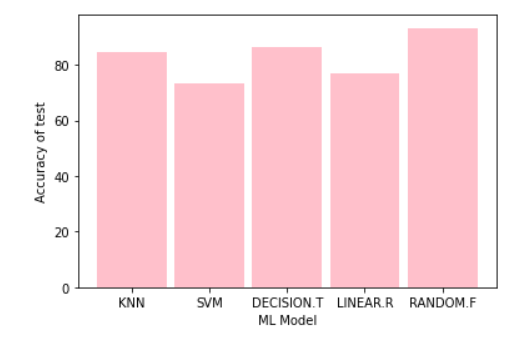 Accuracy of test
80
60
40
20
0
KNN SVM DECISION.T LINEAR.R RANDOM.F
ML Model